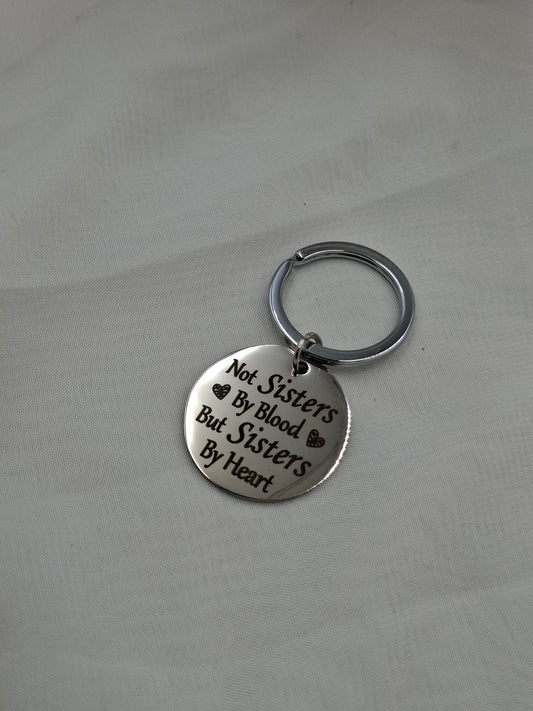 Not Sisters
By Blood
But Sisters
By Heart